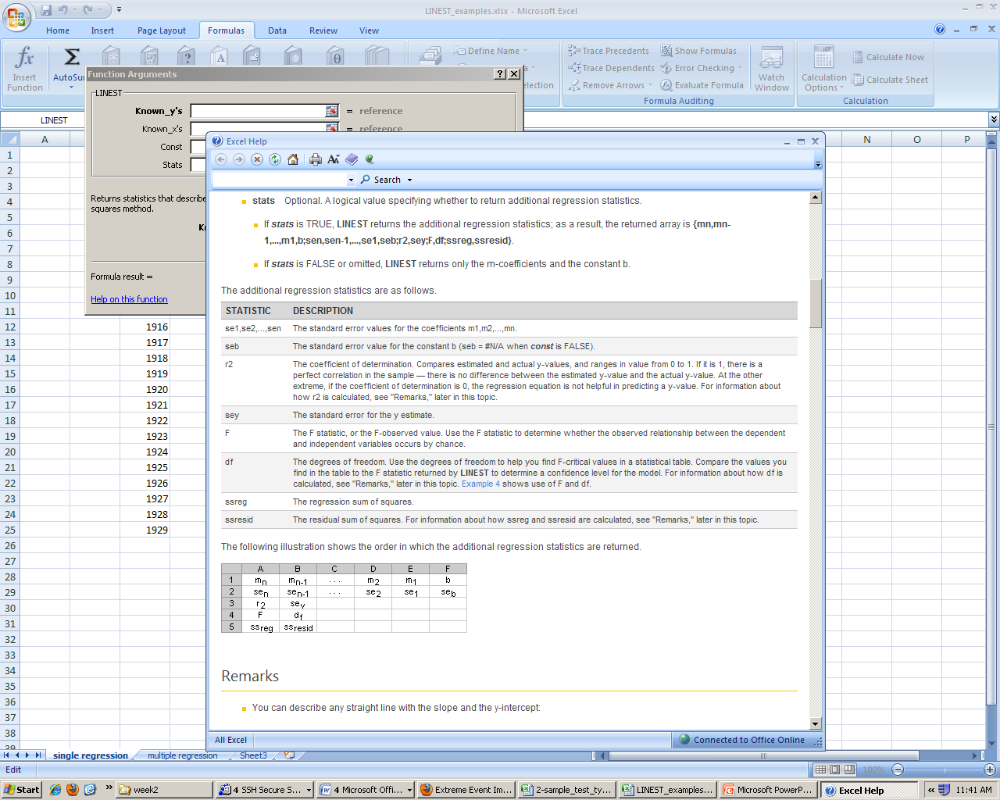 LINEST_examples.xlsx - Microsoft Excel
Home Insert Page Layout Formulas Data Review View
Insert Function
AutoSu
Define Name
Trace Precedents
Show Formulas
Trace Dependents
Error Checking
election
Remove Arrows
Evaluate Formula
Watch Window
Calculation Options
Calculate Now
Calculate Sheet
Formula Auditing
Calculation
LINEST
Function Arguments
LINEST
Known_y's = reference
Known_x's = reference
Const
Stats
Returns statistics that describe
squares method.
Kn
Formula result =
Help on this function
A N O P
1
2
3
4
5
6
7
8
9
10
11
12 1916
13 1917
14 1918
15 1919
16 1920
17 1921
18 1922
19 1923
20 1924
21 1925
22 1926
23 1927
24 1928
25 1929
26
27
28
29
30
31
32
33
34
35
36
37
38
39
Excel Help
Search
stats Optional. A logical value specifying whether to return additional regression statistics.
If stats is TRUE, LINEST returns the additional regression statistics; as a result, the returned array is {mn,mn-
1,...,m1,b;sen,sen-1,...,se1,seb;r2,sey;F,df;ssreg,ssresid}.
If stats is FALSE or omitted, LINEST returns only the m-coefficients and the constant b.
The additional regression statistics are as follows.
STATISTIC DESCRIPTION
se1,se2,...,sen The standard error values for the coefficients m1,m2,...,mn.
seb The standard error value for the constant b (seb = #N/A when const is FALSE).
r2 The coefficient of determination. Compares estimated and actual y-values, and ranges in value from 0 to 1. If it is 1, there is a
perfect correlation in the sample — there is no difference between the estimated y-value and the actual y-value. At the other
extreme, if the coefficient of determination is 0, the regression equation is not helpful in predicting a y-value. For information about
how r2 is calculated, see "Remarks," later in this topic.
sey The standard error for the y estimate.
F The F statistic, or the F-observed value. Use the F statistic to determine whether the observed relationship between the dependent
and independent variables occurs by chance.
df The degrees of freedom. Use the degrees of freedom to help you find F-critical values in a statistical table. Compare the values you
find in the table to the F statistic returned by LINEST to determine a confidence level for the model. For information about how df is
calculated, see "Remarks," later in this topic. Example 4 shows use of F and df.
ssreg The regression sum of squares.
ssresid The residual sum of squares. For information about how ssreg and ssresid are calculated, see "Remarks," later in this topic.
The following illustration shows the order in which the additional regression statistics are returned.
A B C D E F
1 mn mn-1 ... m2 m1 b
2 sen sen-1 ... se2 se1 seb
3 r2 sey
4 F df
5 ssreg ssresid
Remarks
You can describe any straight line with the slope and the y-intercept:
All Excel
Connected to Office Online
single regression multiple regression Sheet3
Edit
100%
Start
week2
4 SSH Secure S...
4 Microsoft Offi...
Extreme Event Im...
2-sample_test_ty...
LINEST_examples...
Microsoft PowerP...
Excel Help
11:41 AM